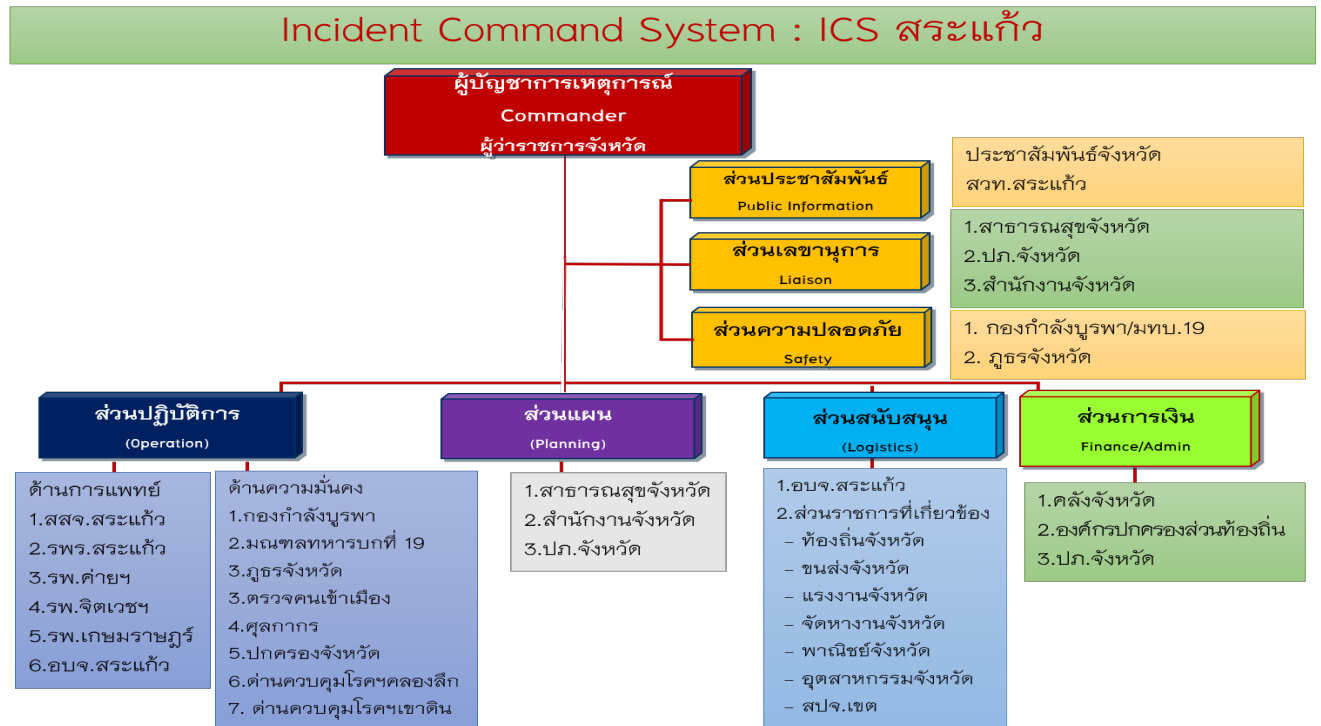 Incident Command System : ICS สระแก้ว
ผู้บัญชาการเหตุการณ์
Commander
ผู้ว่าราชการจังหวัด
ส่วนประชาสัมพันธ์
Public Information
ประชาสัมพันธ์จังหวัด
สวท.สระแก้ว
ส่วนเลขานุการ
Liaison
1.สาธารณสุขจังหวัด
2.ปภ.จังหวัด
3.สำนักงานจังหวัด
ส่วนความปลอดภัย
Safety
1. กองกำลังบูรพา/มทบ.19
2. ภูธรจังหวัด
ส่วนปฏิบัติการ
(Operation)
ด้านการแพทย์
1.สสจ.สระแก้ว
2.รพร.สระแก้ว
3.รพ.ค่ายฯ
4.รพ.จิตเวชฯ
5.รพ.เกษมราษฎร์
6.อบจ.สระแก้ว
ด้านความมั่นคง
1.กองกำลังบูรพา
2.มณฑลทหารบกที่ 19
3.ภูธรจังหวัด
3.ตรวจคนเข้าเมือง
4.ศุลกากร
5.ปกครองจังหวัด
6.ด่านควบคุมโรคฯคลองลึก
7. ด่านควบคุมโรคฯเขาดิน
ส่วนแผน
(Planning)
1.สาธารณสุขจังหวัด
2.สำนักงานจังหวัด
3.ปภ.จังหวัด
ส่วนสนับสนุน
(Logistics)
1.อบจ.สระแก้ว
2.ส่วนราชการที่เกี่ยวข้อง
- ท้องถิ่นจังหวัด
- ขนส่งจังหวัด
- แรงงานจังหวัด
- จัดหางานจังหวัด
- พาณิชย์จังหวัด
- อุตสาหกรรมจังหวัด
- สปจ.เขต
ส่วนการเงิน
Finance/Admin
1.คลังจังหวัด
2.องค์กรปกครองส่วนท้องถิ่น
3.ปภ.จังหวัด